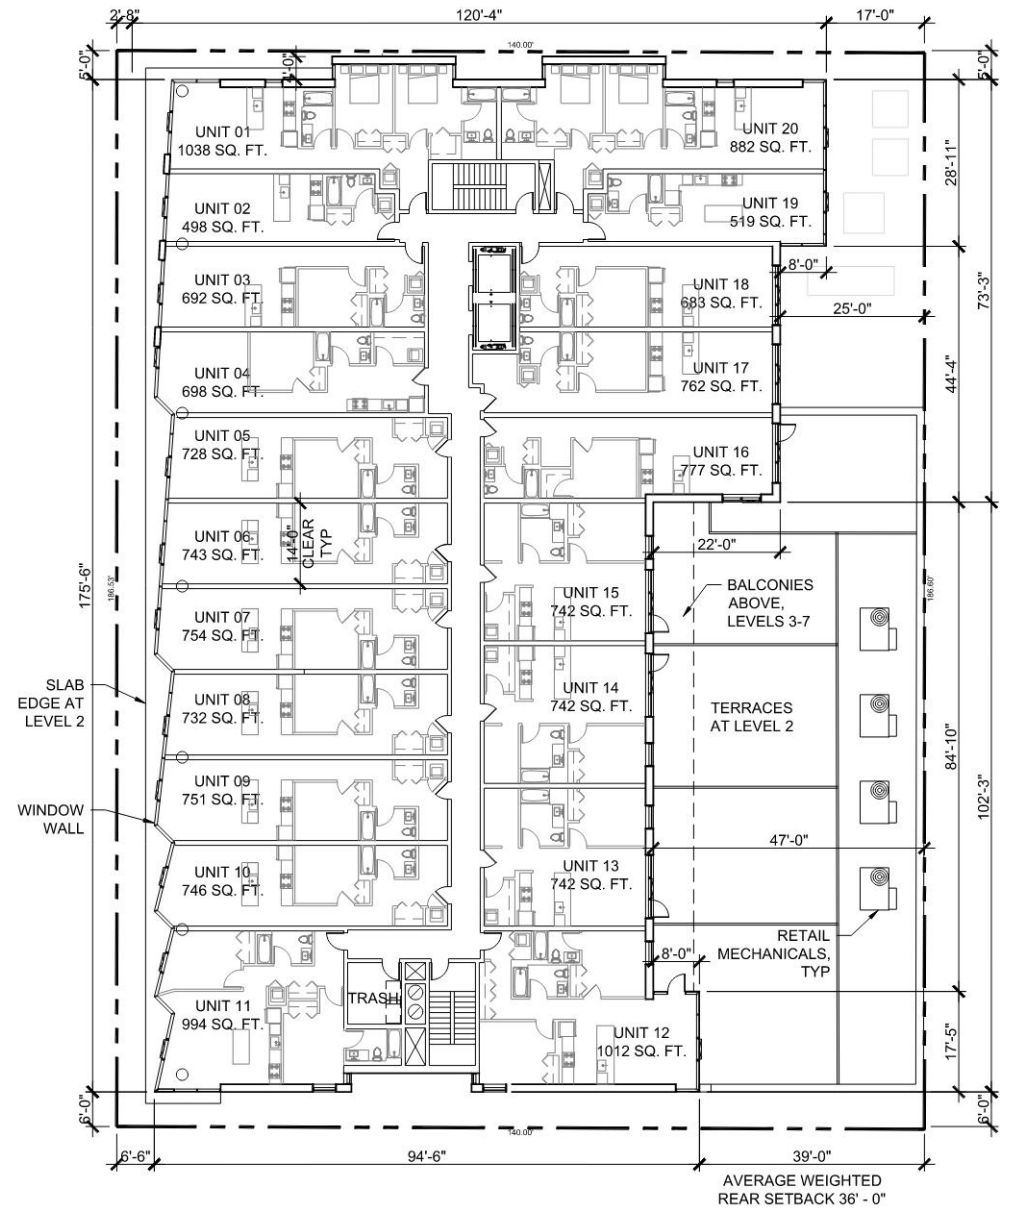 2'-8"
120'-4"
17'-0"
140.00'
5'-0"
4'-0"
5'-0"
UNIT 01
1038 SQ. FT.
UNIT 20
882 SQ. FT.
28'-11"
UNIT 02
498 SQ. FT.
UNIT 19
519 SQ. FT.
8'-0"
UNIT 03
692 SQ. FT.
UNIT 18
683 SQ. FT.
73'-3"
25'-0"
UNIT 04
698 SQ. FT.
UNIT 17
762 SQ. FT.
44'-4"
UNIT 05
728 SQ. FT.
UNIT 16
777 SQ. FT.
UNIT 06
743 SQ. FT.
14'-0"
CLEAR
TYP
22'-0"
175'-6"
186.53'
186.60'
BALCONIES
ABOVE,
LEVELS 3-7
UNIT 15
742 SQ. FT.
UNIT 07
754 SQ. FT.
SLAB
EDGE AT
LEVEL 2
UNIT 08
732 SQ. FT.
UNIT 14
742 SQ. FT.
TERRACES
AT LEVEL 2
84'-10"
102'-3"
UNIT 09
751 SQ. FT.
WINDOW
WALL
47'-0"
UNIT 10
746 SQ. FT.
UNIT 13
742 SQ. FT.
RETAIL
MECHANICALS,
TYP
8'-0"
UNIT 11
994 SQ. FT.
TRASH
UNIT 12
1012 SQ. FT.
17'-5"
6'-0"
6'-0"
140.00'
6'-6"
94'-6"
39'-0"
AVERAGE WEIGHTED
REAR SETBACK 36' - 0"